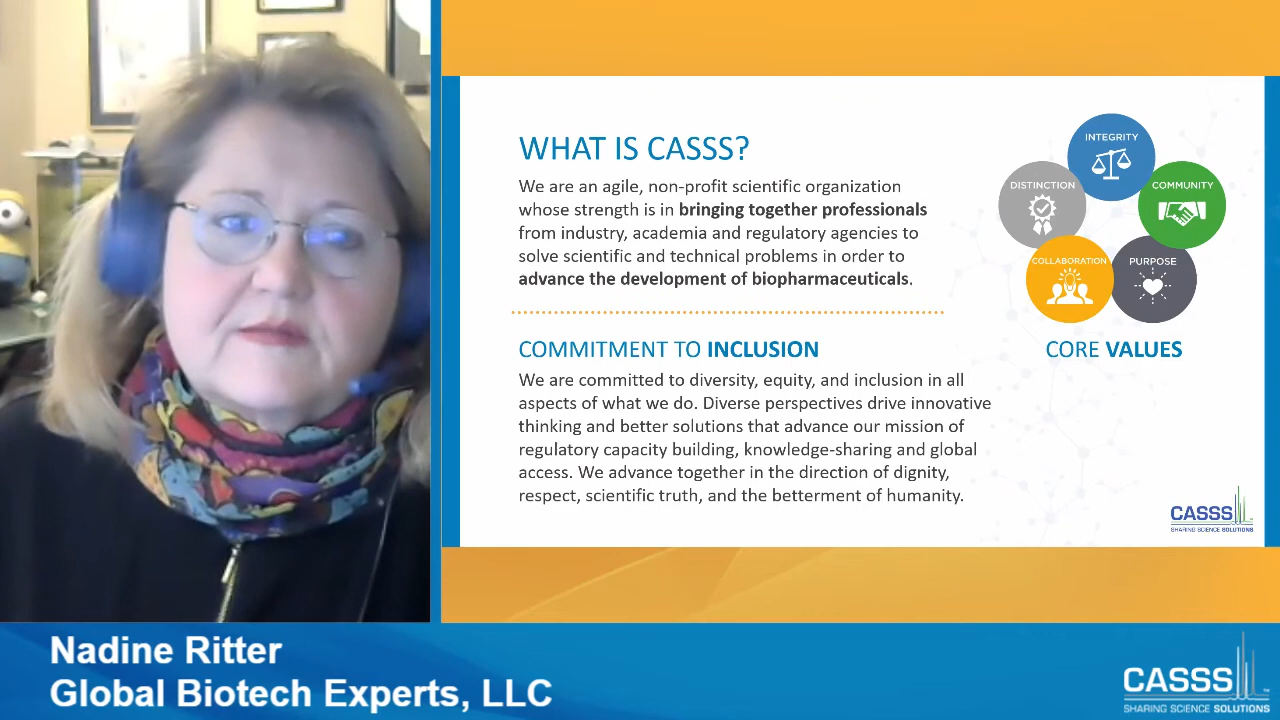 WHAT IS CASSS?
We are an agile, non-profit scientific organization
whose strength is in bringing together professionals
from industry, academia and regulatory agencies to
solve scientific and technical problems in order to
advance the development of biopharmaceuticals.
COMMITMENT TO INCLUSION
We are committed to diversity, equity, and inclusion in all
aspects of what we do. Diverse perspectives drive innovative
thinking and better solutions that advance our mission of
regulatory capacity building, knowledge-sharing and global
access. We advance together in the direction of dignity,
respect, scientific truth, and the betterment of humanity.
INTEGRITY
DISTINCTION
COMMUNITY
COLLABORATION
PURPOSE
CORE VALUES
CASSS
SHARING SCIENCE SOLUTIONS
Nadine Ritter
Global Biotech Experts, LLC
CASSS
SHARING SCIENCE SOLUTIONS